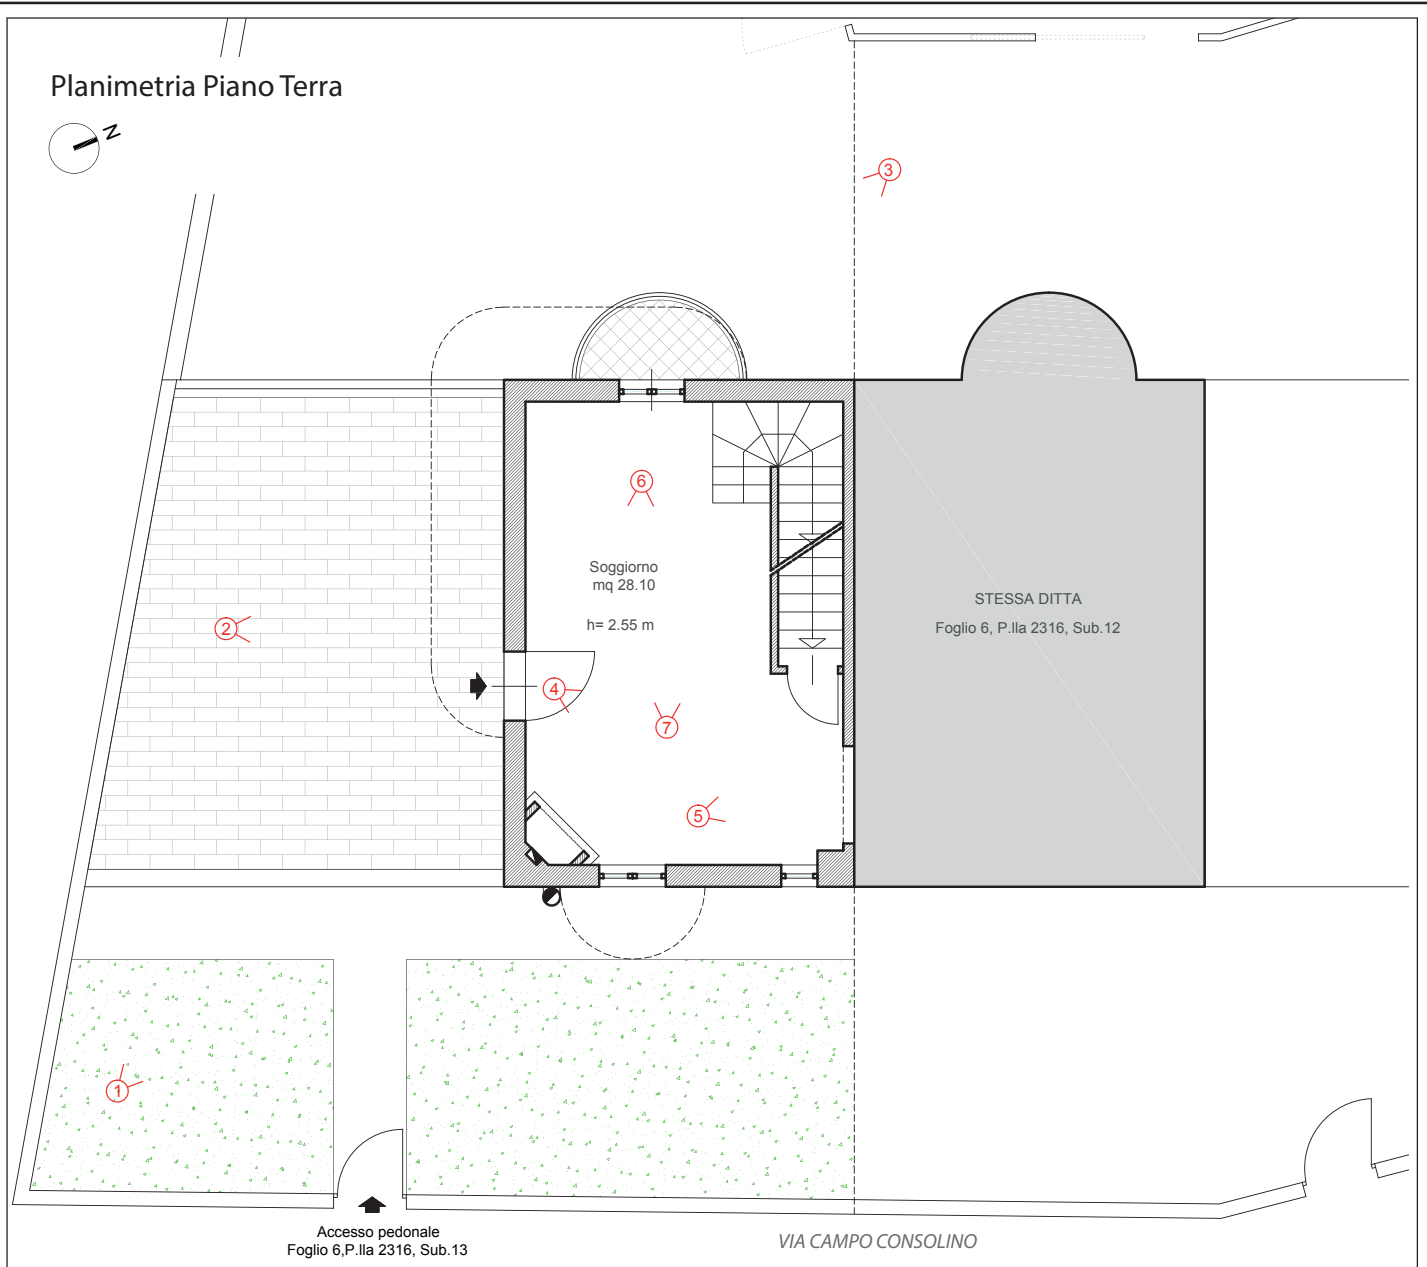 Planimetria Piano Terra
N
3
6
Soggiorno
mq 28.10
h= 2.55 m
STESSA DITTA
Foglio 6, P.lla 2316, Sub.12
2
4
7
5
1
Accesso pedonale
Foglio 6,P.lla 2316, Sub.13
VIA CAMPO CONSOLINO